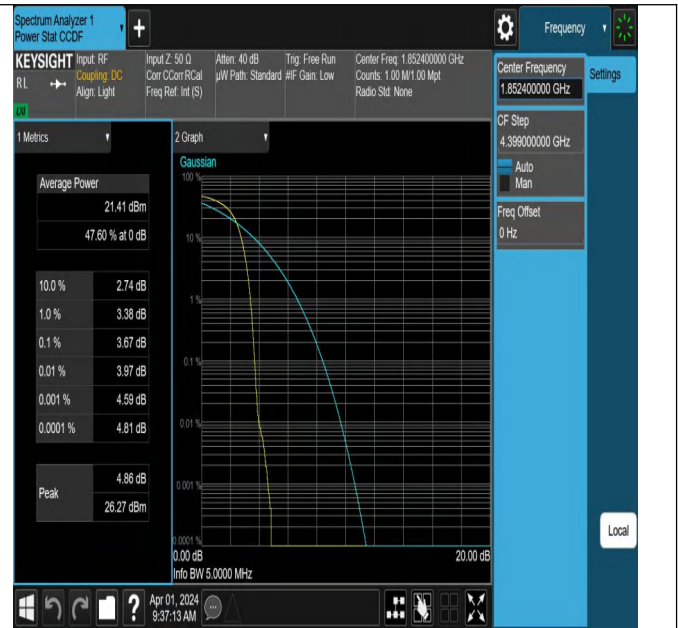 Spectrum Analyzer 1
Power Stat CCDF
+
Frequency
KEYSIGHT
RL
LXI
Input: RF
Coupling: DC
Align: Light
Input Z: 50 Ω
Corr CCorr RCal
Freq Ref: Int (S)
Atten: 40 dB
µW Path: Standard
Trig: Free Run
#IF Gain: Low
Center Freq: 1.852400000 GHz
Counts: 1.00 M/1.00 Mpt
Radio Std: None
Center Frequency
1.852400000 GHz
Settings
CF Step
4.399000000 GHz
Auto
Man
Freq Offset
0 Hz
1 Metrics
Average Power
21.41 dBm
47.60 % at 0 dB
10.0 % 2.74 dB
1.0 % 3.38 dB
0.1 % 3.67 dB
0.01 % 3.97 dB
0.001 % 4.59 dB
0.0001 % 4.81 dB
Peak
4.86 dB
26.27 dBm
2 Graph
Gaussian
100 %
10 %
1 %
0.1 %
0.01 %
0.001 %
0.0001 %
0.00 dB
20.00 dB
Info BW 5.0000 MHz
Local
?
Apr 01, 2024
9:37:13 AM